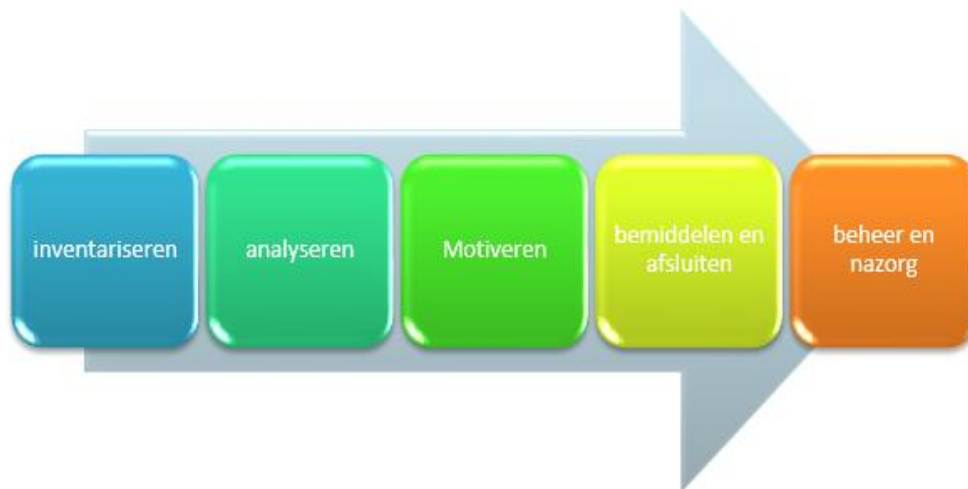 inventariseren
analyseren
Motiveren
bemiddelen en
afsluiten
beheer en
nazorg